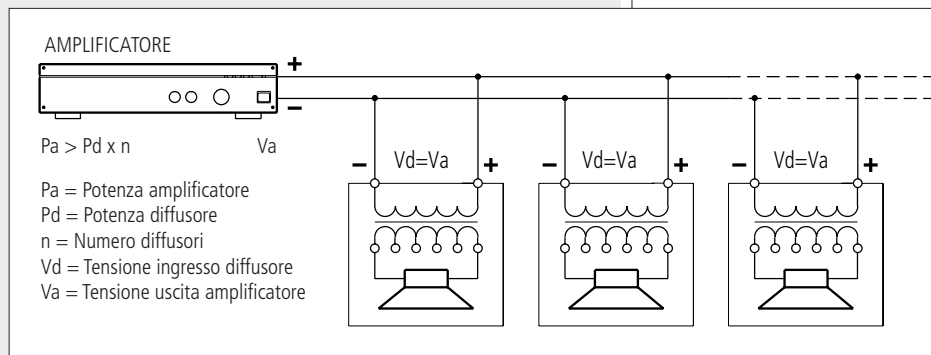 AMPLIFICATORE
+
−
Pa > Pd x n Va
− Vd=Va + − Vd=Va + − Vd=Va +
Pa = Potenza amplificatore
Pd = Potenza diffusore
n = Numero diffusori
Vd = Tensione ingresso diffusore
Va = Tensione uscita amplificatore